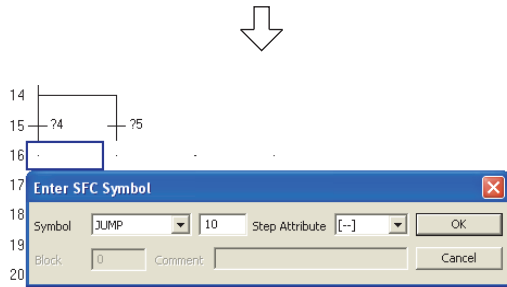 14
15 ?4 ?5
16
17 Enter SFC Symbol
18 Symbol JUMP 10 Step Attribute [--] OK
19
Block 0 Comment Cancel
20